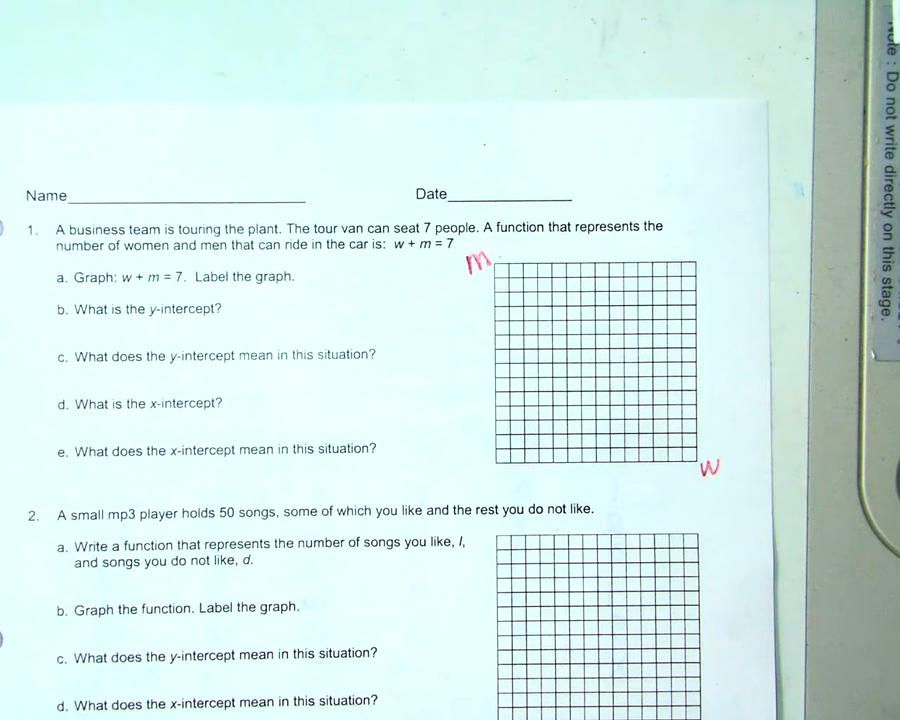 Note : Do not write directly on this stage.
Name Date
1. A business team is touring the plant. The tour van can seat 7 people. A function that represents the
number of women and men that can ride in the car is: w + m = 7
m
a. Graph: w + m = 7. Label the graph.
b. What is the y-intercept?
c. What does the y-intercept mean in this situation?
d. What is the x-intercept?
e. What does the x-intercept mean in this situation?
w
2. A small mp3 player holds 50 songs, some of which you like and the rest you do not like.
a. Write a function that represents the number of songs you like, l,
and songs you do not like, d.
b. Graph the function. Label the graph.
c. What does the y-intercept mean in this situation?
d. What does the x-intercept mean in this situation?